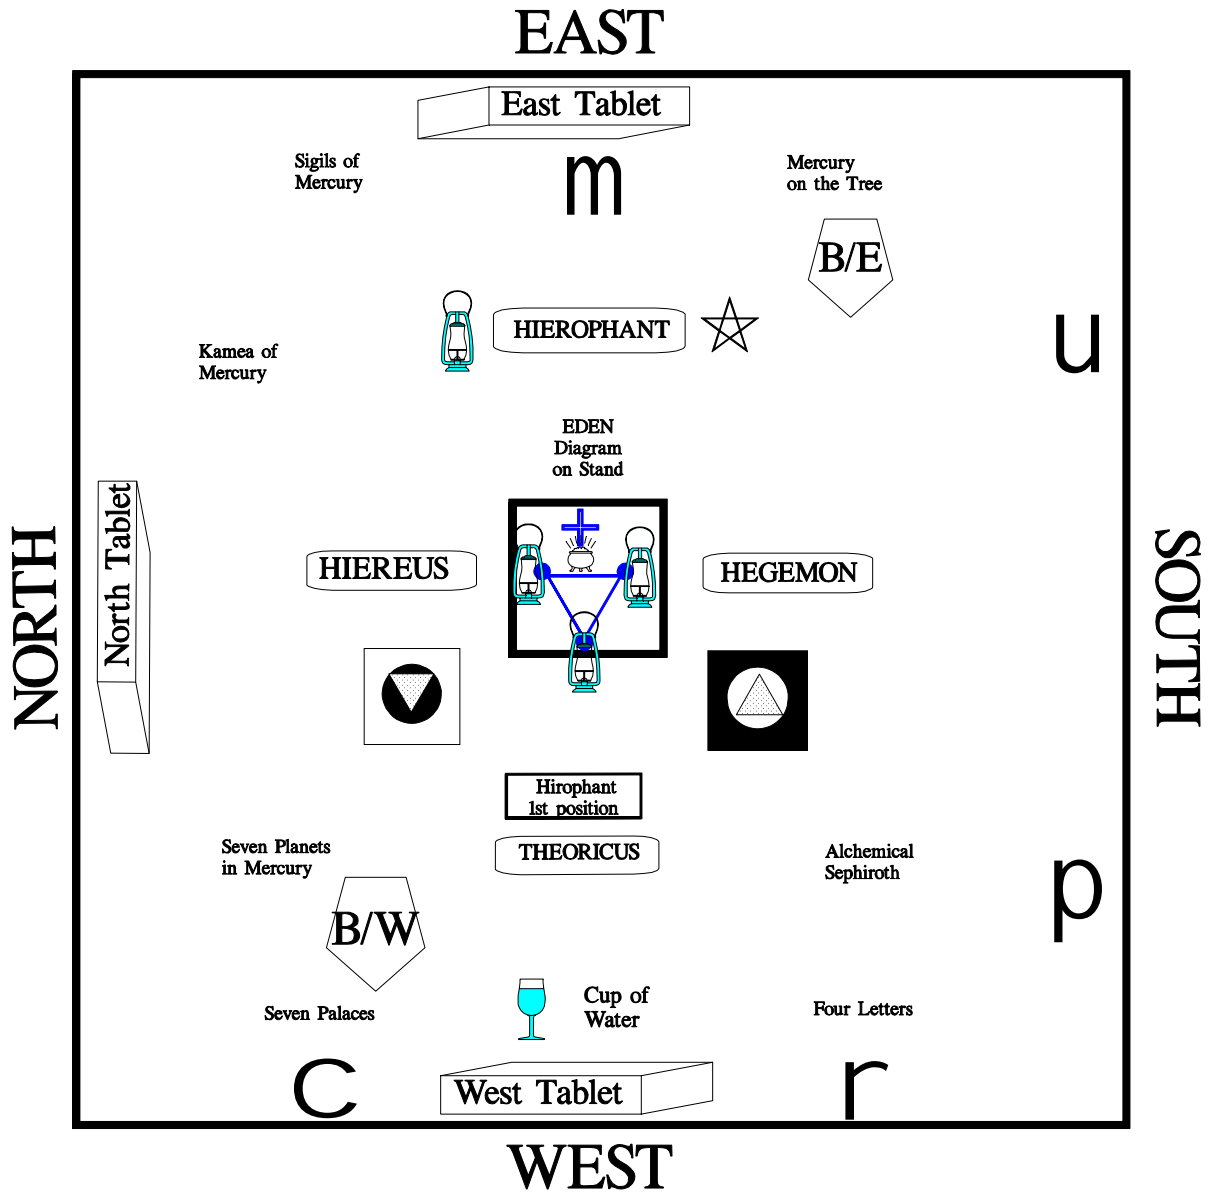 EAST
East Tablet
Sigils of
Mercury
m
Mercury
on the Tree
B/E
HIEROPHANT
u
Kamea of
Mercury
EDEN
Diagram
on Stand
North Tablet
NORTH
HIEREUS
HEGEMON
SOUTH
Hirophant
1st position
THEORICUS
Seven Planets
in Mercury
Alchemical
Sephiroth
p
B/W
Seven Palaces
Cup of
Water
Four Letters
c
West Tablet
r
WEST